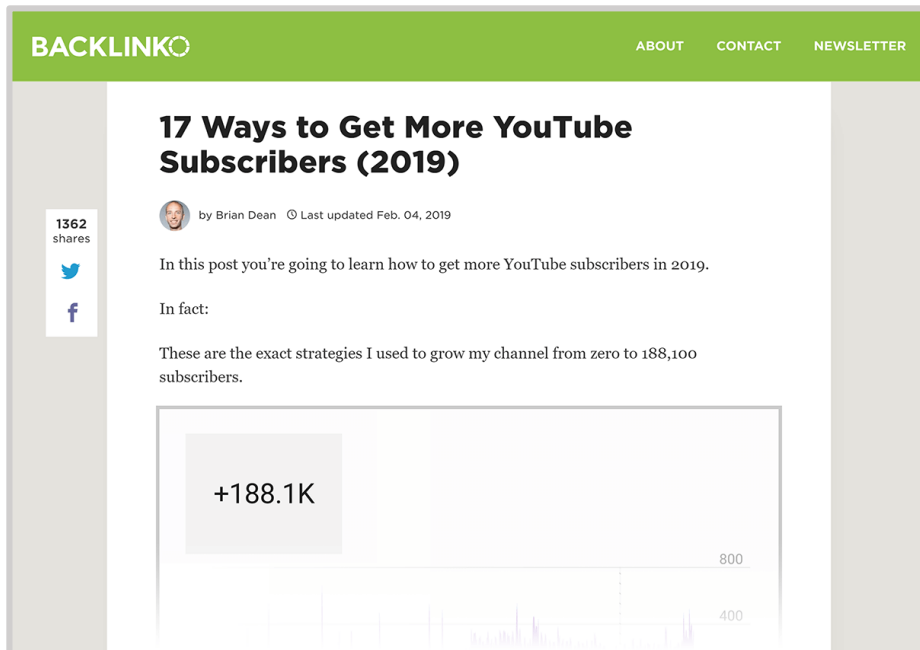 BACKLINKO
ABOUT CONTACT NEWSLETTER
17 Ways to Get More YouTube
Subscribers (2019)
by Brian Dean Last updated Feb. 04, 2019
1362
shares
In this post you’re going to learn how to get more YouTube subscribers in 2019.
In fact:
These are the exact strategies I used to grow my channel from zero to 188,100
subscribers.
+188.1K
800
400